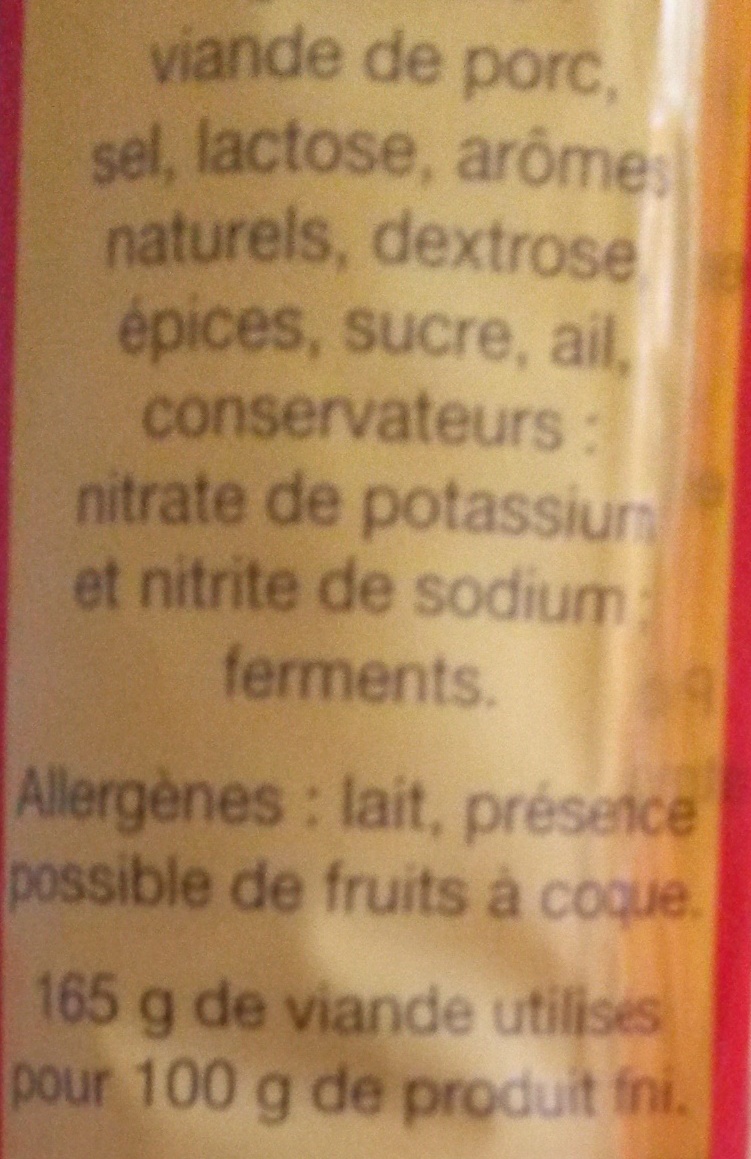 viande de porc,
sel, lactose, arômes
naturels, dextrose,
épices, sucre, ail,
conservateurs :
nitrate de potassium
et nitrite de sodium ;
ferments.
Allergènes : lait, présence
possible de fruits à coque.
165 g de viande utilisés
pour 100 g de produit fni.